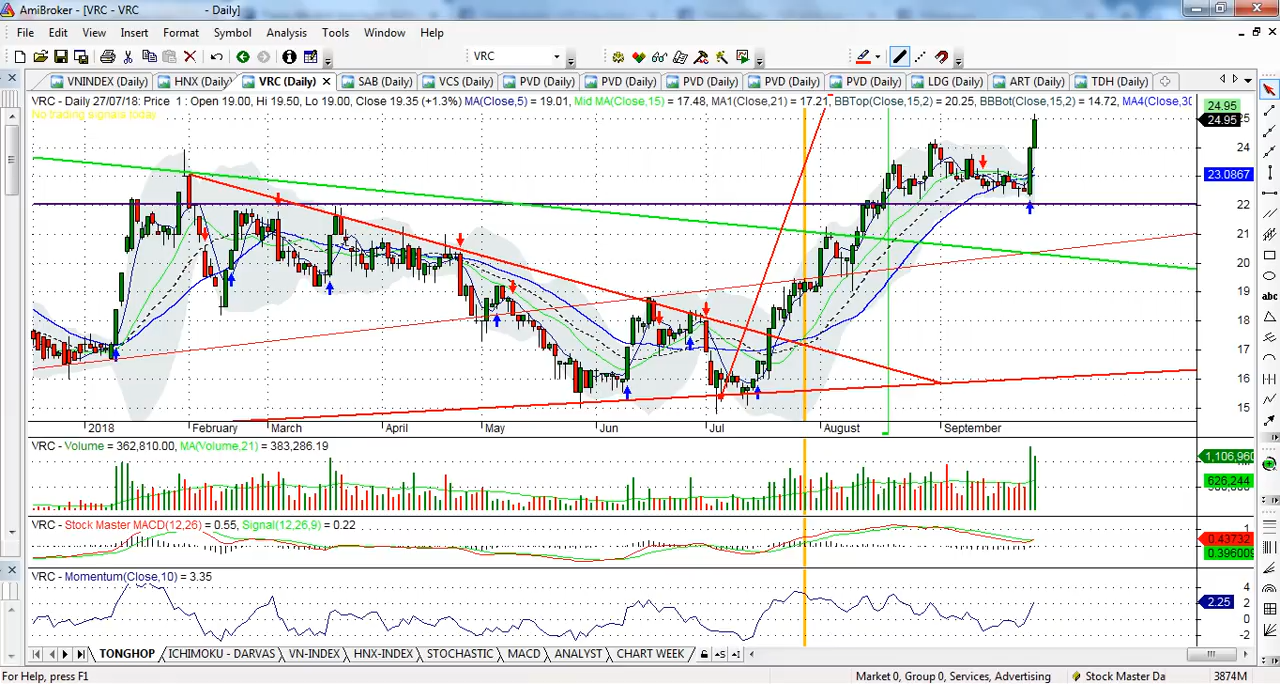 AmiBroker - [VRC - VRC - Daily]
File Edit View Insert Format Symbol Analysis Tools Window Help
VRC
VNINDEX (Daily) HNX (Daily) VRC (Daily) SAB (Daily) VCS (Daily) PVD (Daily) PVD (Daily) PVD (Daily) PVD (Daily) PVD (Daily) LDG (Daily) ART (Daily) TDH (Daily)
VRC - Daily 27/07/18: Price 1 : Open 19.00, Hi 19.50, Lo 19.00, Close 19.35 (+1.3%) MA(Close,5) = 19.01, Mid MA(Close,15) = 17.48, MA1(Close,21) = 17.21, BBTop(Close,15,2) = 20.25, BBBot(Close,15,2) = 14.72, MA4(Close,30
No trading signals today
24.95
24.95
24
23.0867
22
21
20
19
18
17
16
15
2018 February March April May Jun Jul August September
VRC - Volume = 362,810.00, MA(Volume,21) = 383,286.19
1,106,960
626,244
VRC - Stock Master MACD(12,26) = 0.55, Signal(12,26,9) = 0.22
1
0.43732
0.396009
VRC - Momentum(Close,10) = 3.35
4
2.25
2
0
-2
TONGHOP ICHIMOKU - DARVAS VN-INDEX HNX-INDEX STOCHASTIC MACD ANALYST CHART WEEK
abc
For Help, press F1
Market 0, Group 0, Services, Advertising
Stock Master Da
3874M